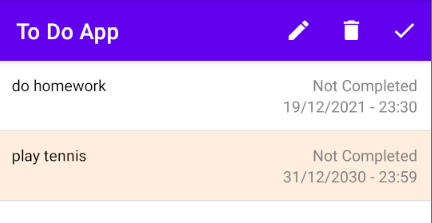 To Do App
do homework
Not Completed
19/12/2021 - 23:30
play tennis
Not Completed
31/12/2030 - 23:59